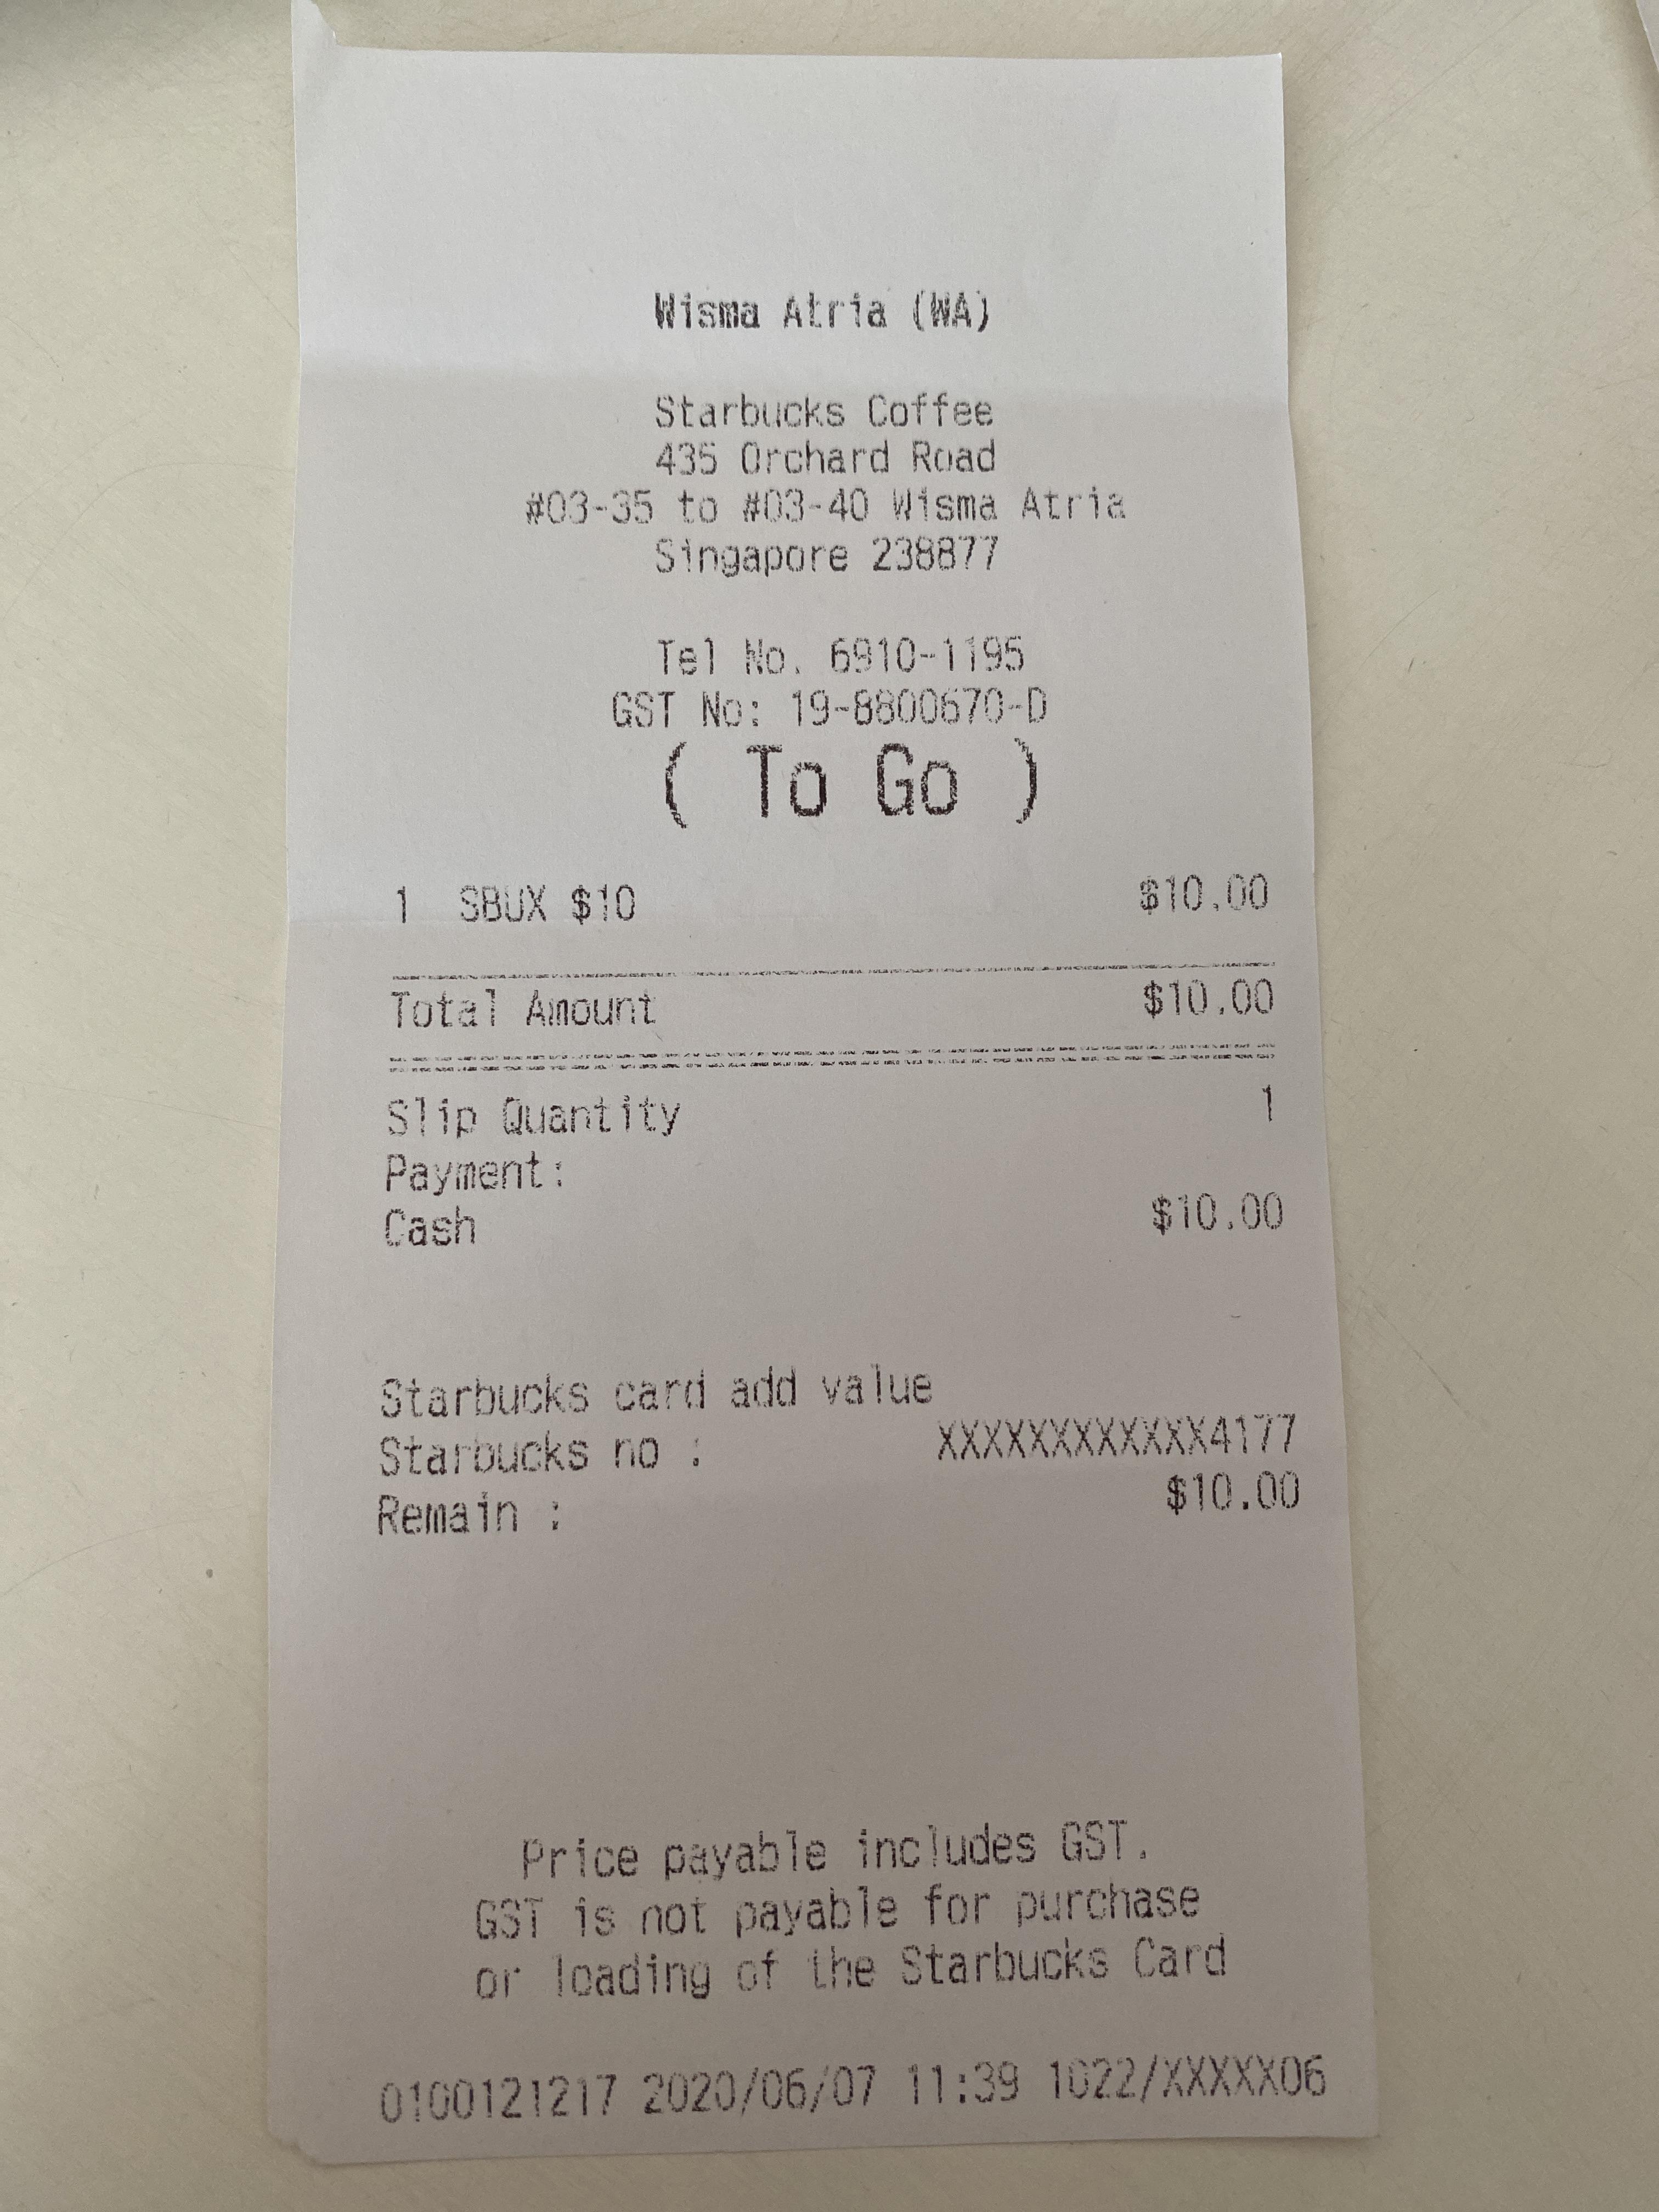 Wisma Atria (WA)
Starbucks Coffee
435 Orchard Road
#03-35 to #03-40 Wisma Atria
Singapore 238877
Tel No. 6910-1195
GST No: 19-8800670-D
( To Go )
1 SBUX $10 $10.00
Total Amount $10.00
Slip Quantity 1
Payment:
Cash $10.00
Starbucks card add value
Starbucks no : XXXXXXXXXXXX4177
Remain : $10.00
Price payable includes GST.
GST is not payable for purchase
or loading of the Starbucks Card
0100121217 2020/06/07 11:39 1022/XXXXX06